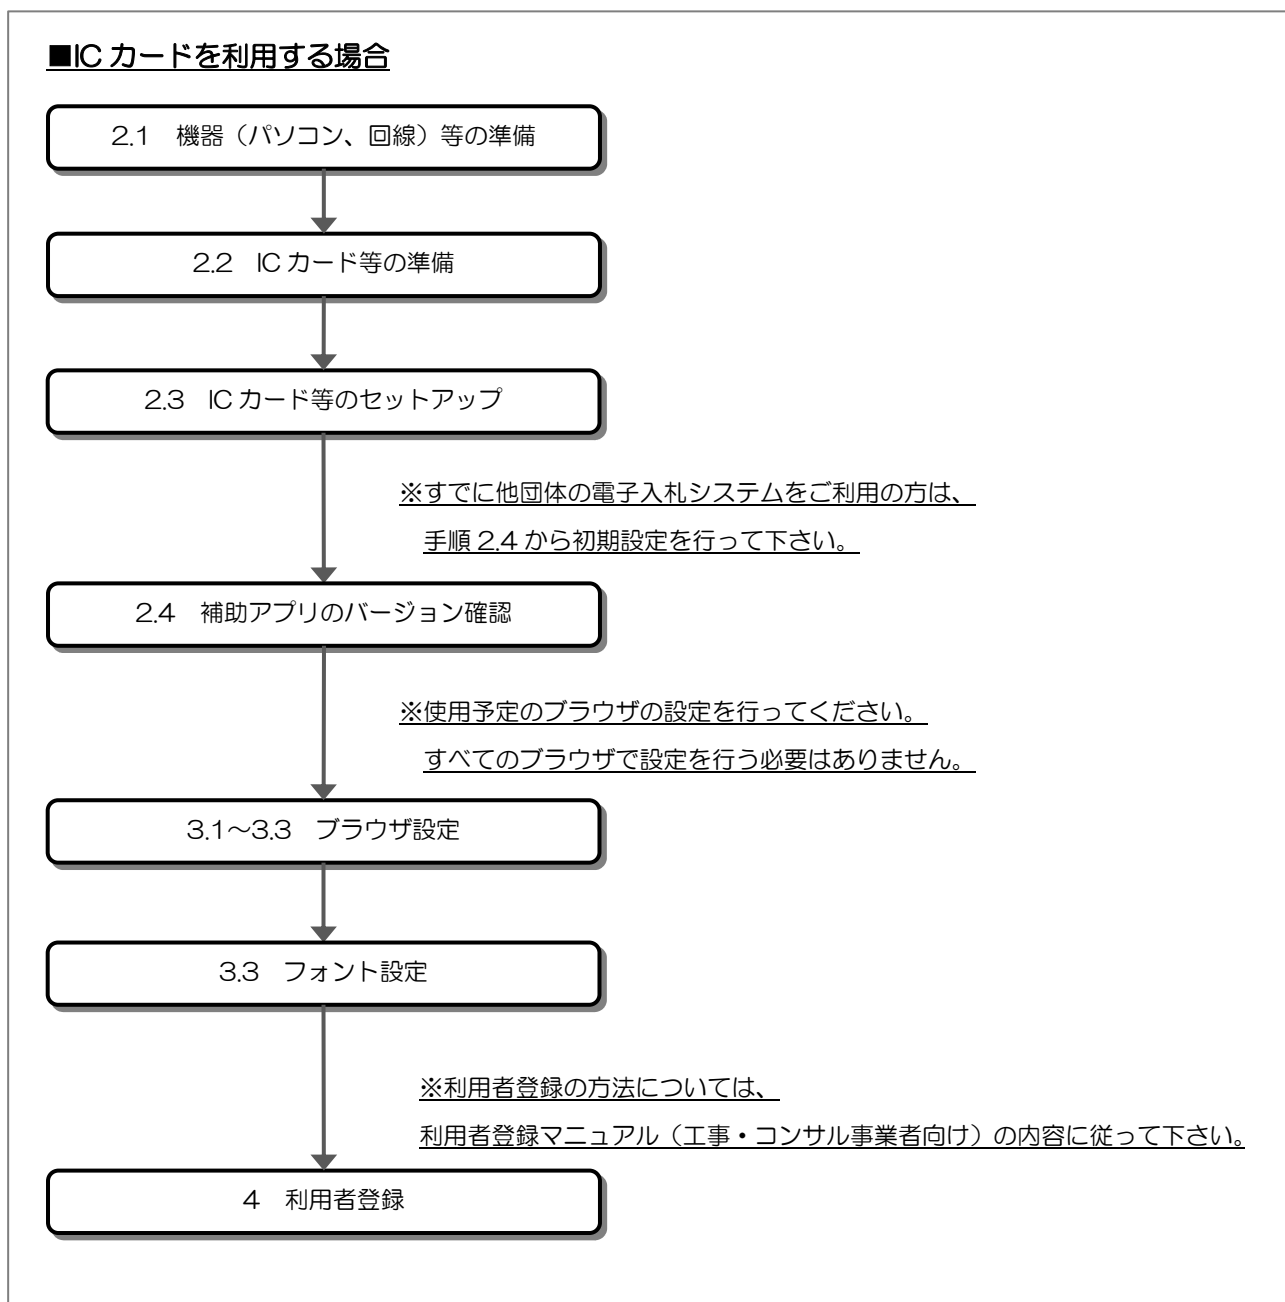 ■IC カードを利用する場合
2.1　機器（パソコン、回線）等の準備
2.2　IC カード等の準備
2.3　IC カード等のセットアップ
※すでに他団体の電子入札システムをご利用の方は、
手順 2.4 から初期設定を行って下さい。
2.4　補助アプリのバージョン確認
※使用予定のブラウザの設定を行ってください。
すべてのブラウザで設定を行う必要はありません。
3.1～3.3　ブラウザ設定
3.3　フォント設定
※利用者登録の方法については、
利用者登録マニュアル（工事・コンサル事業者向け）の内容に従って下さい。
4　利用者登録